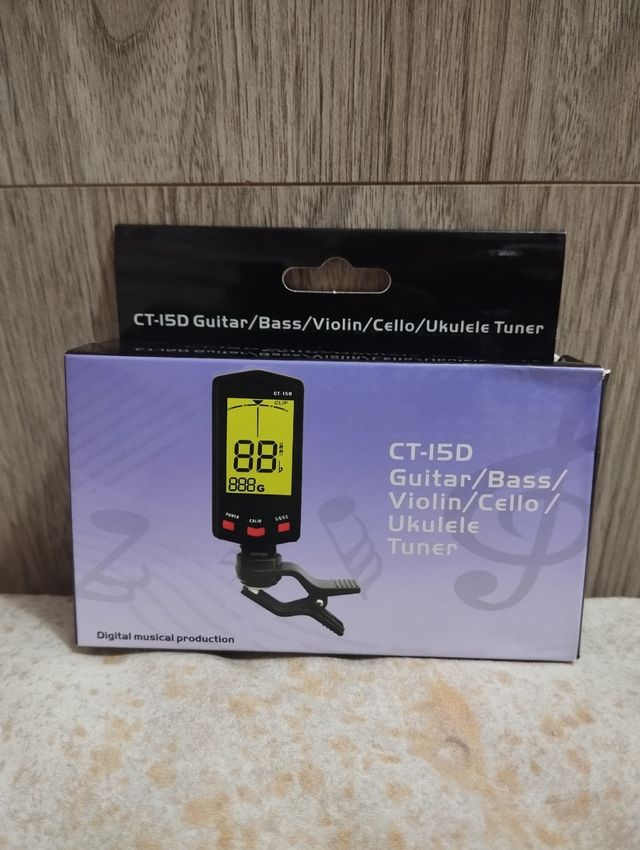 CT-15D Guitar/Bass/Violin/Cello/Ukulele Tuner
CT-15D
CLIP
88
b
888G
POWER CALIB
CT-15D
Guitar/Bass/
Violin/Cello /
Ukulele
Tuner
Digital musical production